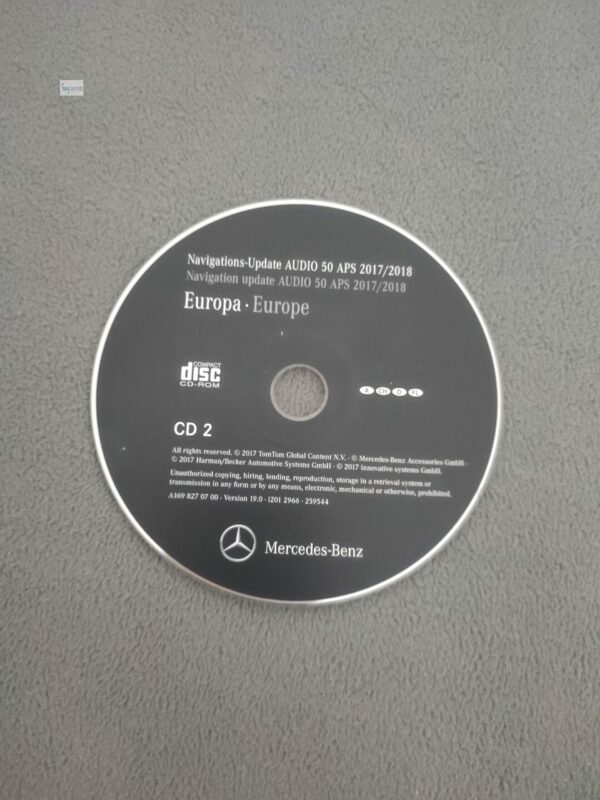 Navigations-Update AUDIO 50 APS 2017/2018
Navigation update AUDIO 50 APS 2017/2018
Europa · Europe
COMPACT
disc
CD-ROM
A CH D FL
CD 2
All rights reserved. © 2017 TomTom Global Content N.V. · © Mercedes-Benz Accessories GmbH ·
© 2017 Harman/Becker Automotive Systems GmbH · © 2017 innovative systems GmbH.
Unauthorized copying, hiring, lending, reproduction, storage in a retrieval system or
transmission in any form or by any means, electronic, mechanical or otherwise, prohibited.
A169 827 07 00 · Version 19.0 · I201 2966 · 259544
Mercedes-Benz